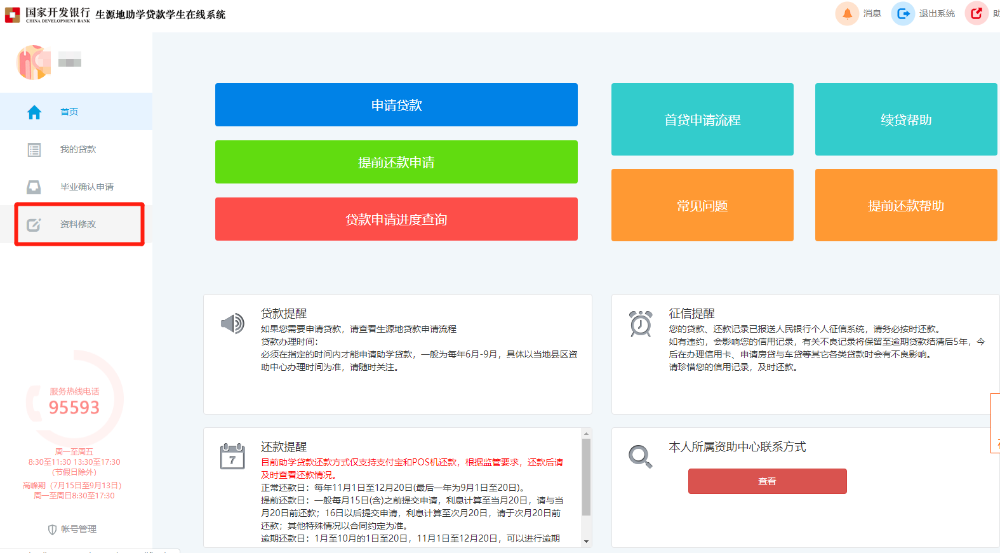 国家开发银行
CHINA DEVELOPMENT BANK
生源地助学贷款学生在线系统
消息
退出系统
助
首页
我的贷款
毕业确认申请
资料修改
服务热线电话
95593
周一至周五
8:30至11:30 13:30至17:30
(节假日除外)
高峰期（7月15日至9月13日）
周一至周日8:30至17:30
帐号管理
申请贷款
提前还款申请
贷款申请进度查询
首贷申请流程
续贷帮助
常见问题
提前还款帮助
贷款提醒
如果您需要申请贷款，请查看生源地贷款申请流程
贷款办理时间：
必须在指定的时间内才能申请助学贷款，一般为每年6月-9月，具体以当地县区资
助中心办理时间为准，请随时关注。
征信提醒
您的贷款、还款记录已报送人民银行个人征信系统，请务必按时还款。
如有违约，会影响您的信用记录，有关不良记录将保留至逾期贷款结清后5年，今
后在办理信用卡、申请房贷与车贷等其它各类贷款时会有不良影响。
请珍惜您的信用记录，及时还款。
7
还款提醒
目前助学贷款还款方式仅支持支付宝和POS机还款，根据监管要求，还款后请
及时查看还款情况。
正常还款日：每年11月1日至12月20日(最后一年为9月1日至20日)。
提前还款日：一般每月15日(含)之前提交申请，利息计算至当月20日，请与当
月20日前还款；16日以后提交申请，利息计算至次月20日，请于次月20日前
还款；其他特殊情况以合同约定为准。
逾期还款日：1月至10月的1日至20日，11月1日至12月20日，可以进行逾期
本人所属资助中心联系方式
查看